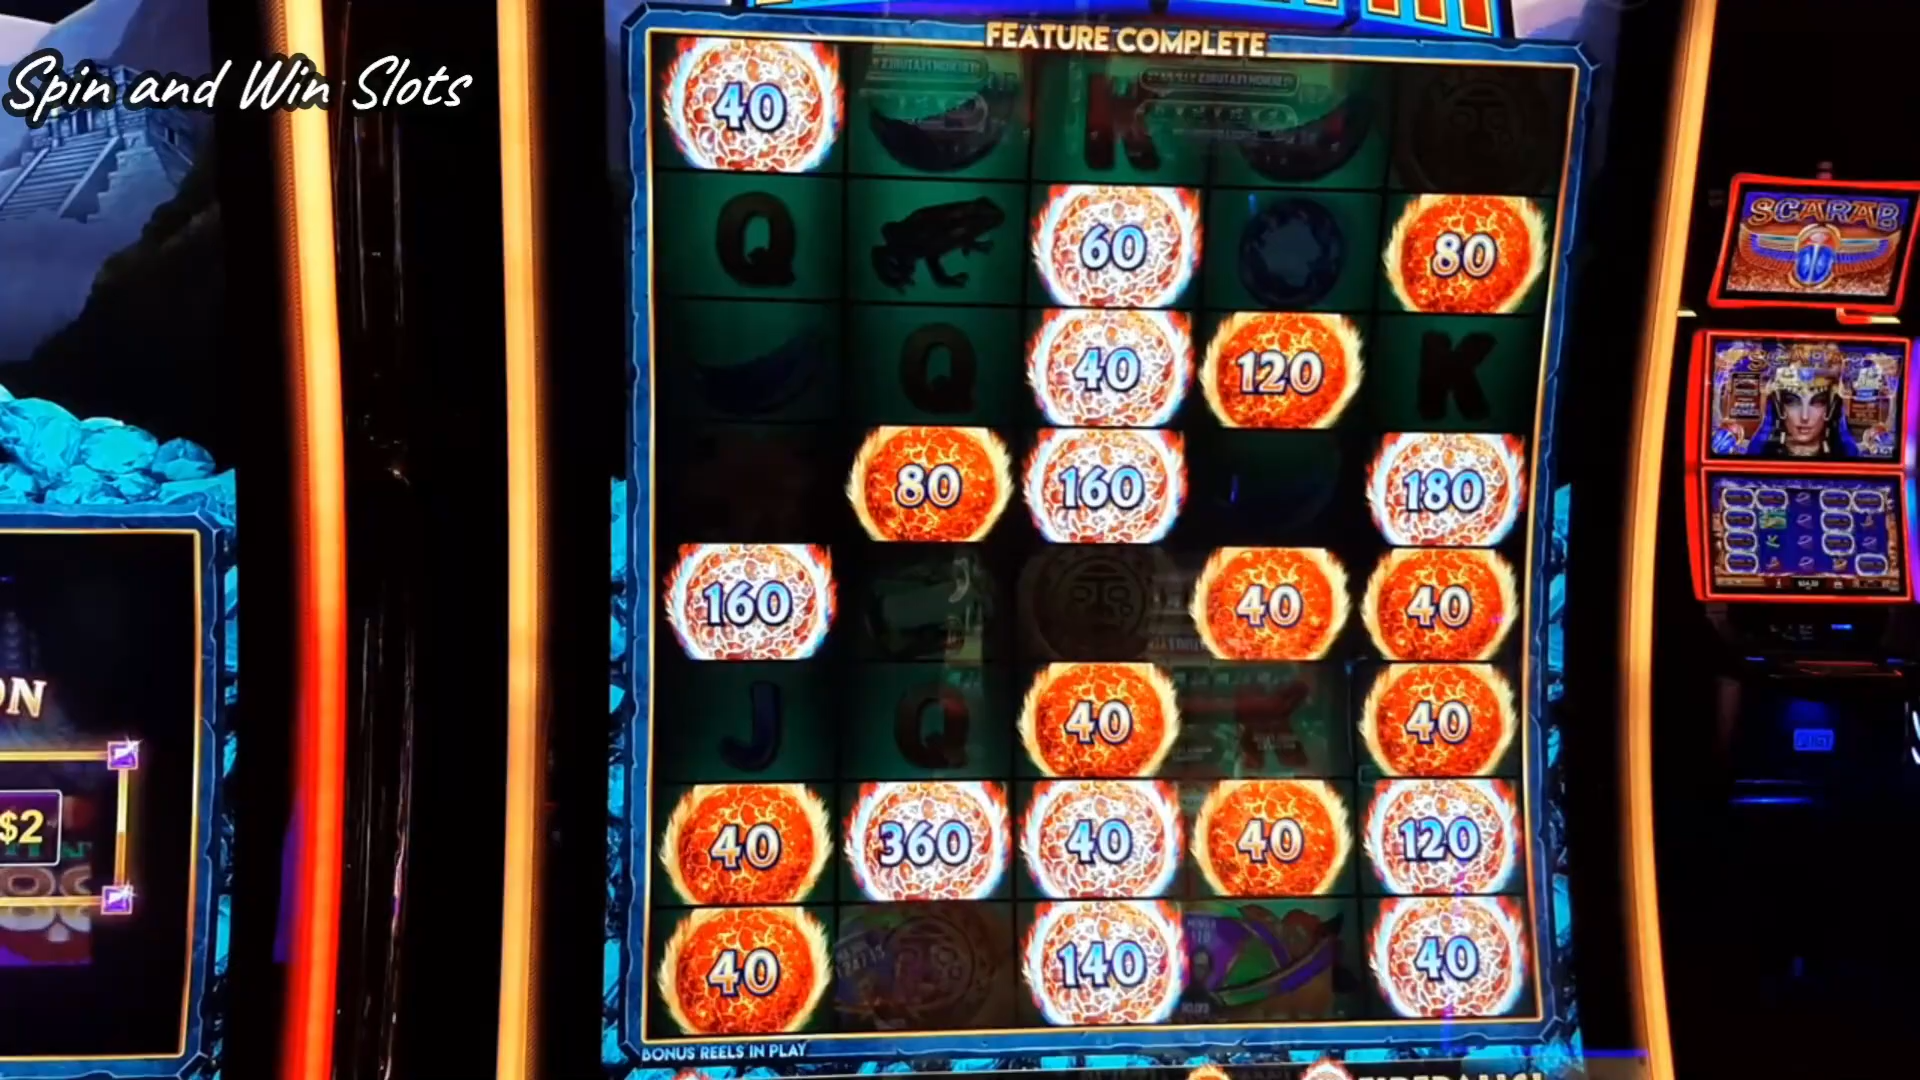 Spin and Win Slots
FEATURE COMPLETE
40 K
Q 60 80
Q 40 120 K
80 160 180
160 40 40
J Q 40 K 40
40 360 40 40 120
40 140 40
BONUS REELS IN PLAY
SCARAB
ON
$2